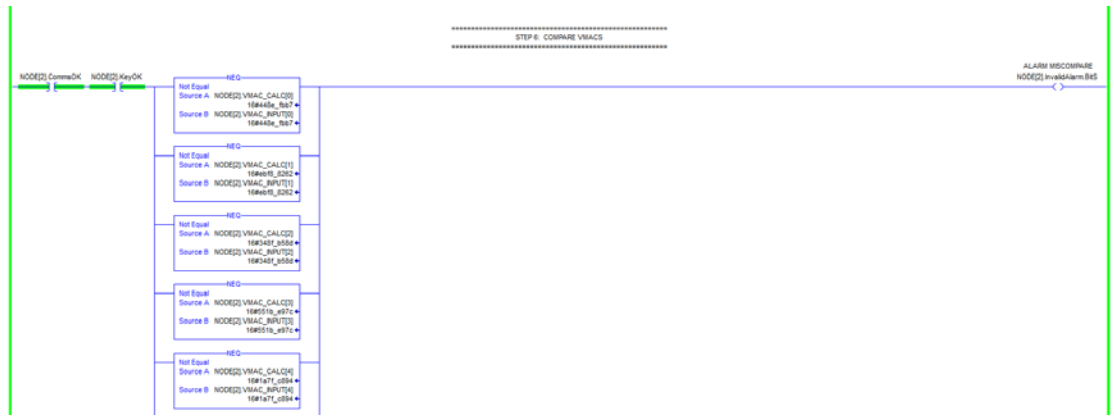 ==========================================================
STEP 6: COMPARE VMACS
==========================================================
ALARM MISCOMPARE
NODE[2].CommsOK NODE[2].KeyOK NODE[2].InvalidAlarm.BitS
NEQ
Not Equal
Source A NODE[2].VMAC_CALC[0]
16#448e_fbb7
Source B NODE[2].VMAC_INPUT[0]
16#448e_fbb7
NEQ
Not Equal
Source A NODE[2].VMAC_CALC[1]
16#ebf8_8262
Source B NODE[2].VMAC_INPUT[1]
16#ebf8_8262
NEQ
Not Equal
Source A NODE[2].VMAC_CALC[2]
16#348f_b58d
Source B NODE[2].VMAC_INPUT[2]
16#348f_b58d
NEQ
Not Equal
Source A NODE[2].VMAC_CALC[3]
16#551b_e97c
Source B NODE[2].VMAC_INPUT[3]
16#551b_e97c
NEQ
Not Equal
Source A NODE[2].VMAC_CALC[4]
16#1a7f_c894
Source B NODE[2].VMAC_INPUT[4]
16#1a7f_c894